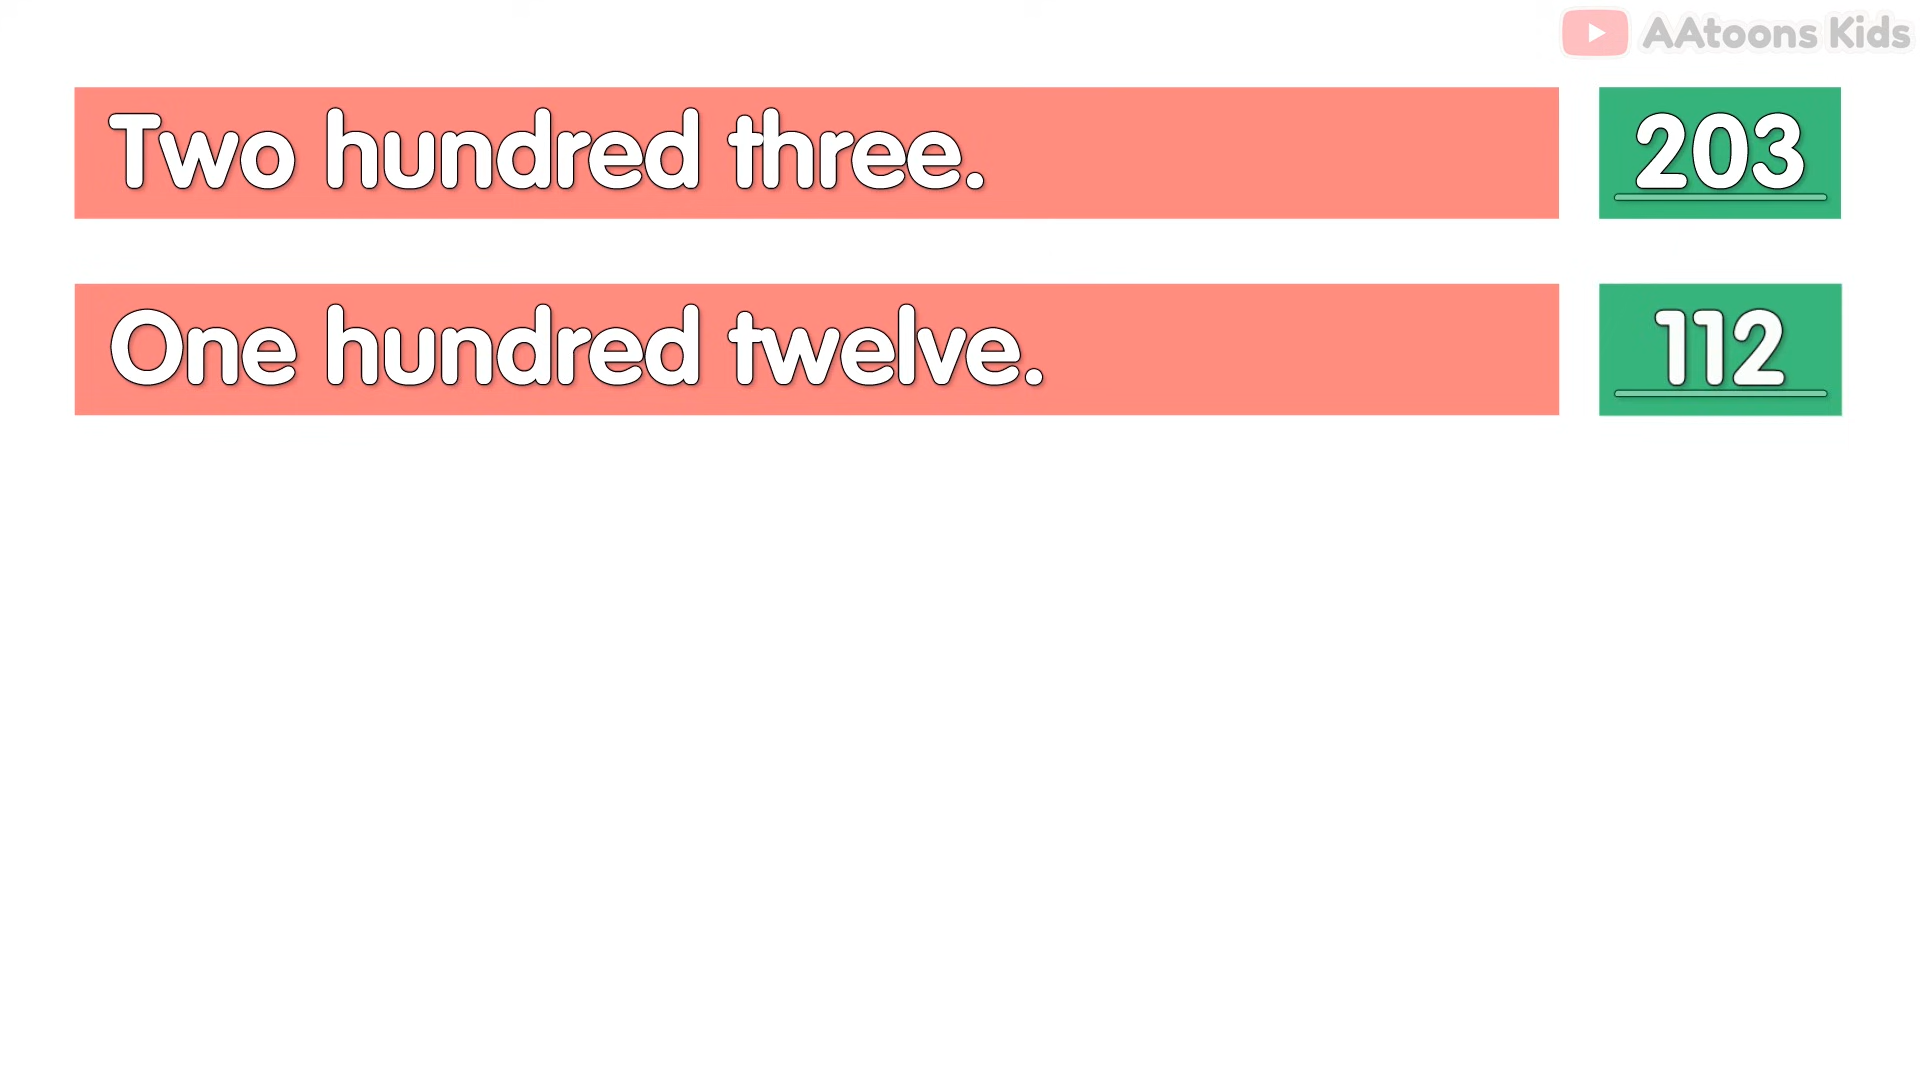 AAtoons Kids
Two hundred three. 203
One hundred twelve. 112